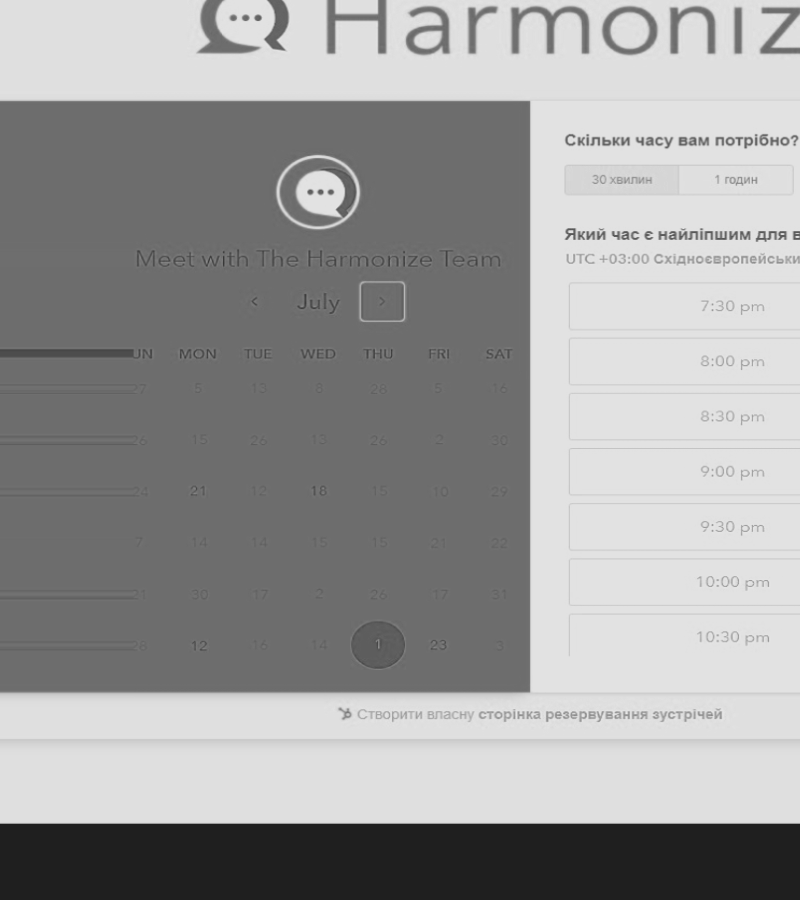 Harmoniz
Meet with The Harmonize Team
July
UN MON TUE WED THU FRI SAT
27 5 13 8 28 5 16
26 15 26 13 26 2 30
24 21 12 18 15 10 29
7 14 14 15 15 21 22
21 30 17 2 26 17 31
28 12 16 14 1 23 3
Скільки часу вам потрібно?
30 хвилин 1 годин
Який час є найліпшим для в
UTC +03:00 Східноєвропейськи
7:30 pm
8:00 pm
8:30 pm
9:00 pm
9:30 pm
10:00 pm
10:30 pm
Створити власну сторінка резервування зустрічей